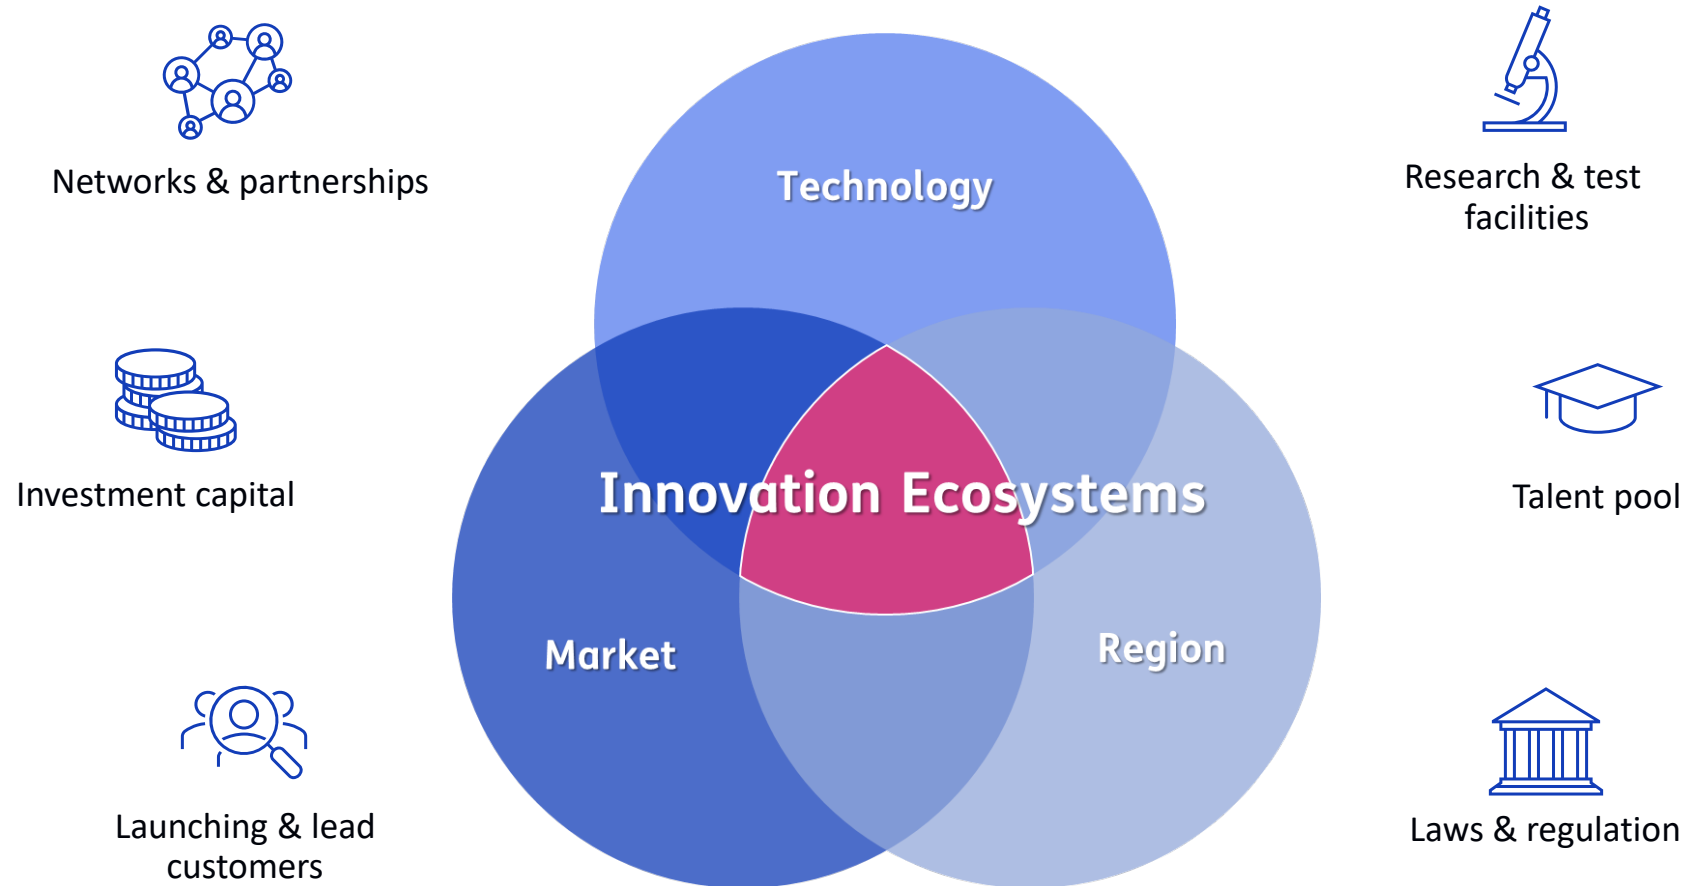 Networks & partnerships
Investment capital
Launching & lead
customers
Technology
Innovation Ecosystems
Market
Region
Research & test
facilities
Talent pool
Laws & regulation